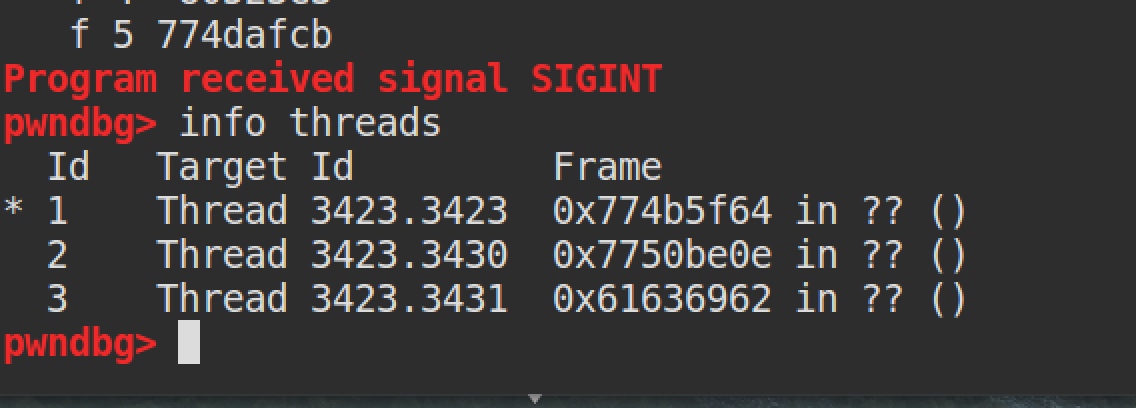 f 5 774dafcb
Program received signal SIGINT
pwndbg> info threads
Id Target Id Frame
* 1 Thread 3423.3423 0x774b5f64 in ?? ()
2 Thread 3423.3430 0x7750be0e in ?? ()
3 Thread 3423.3431 0x61636962 in ?? ()
pwndbg>